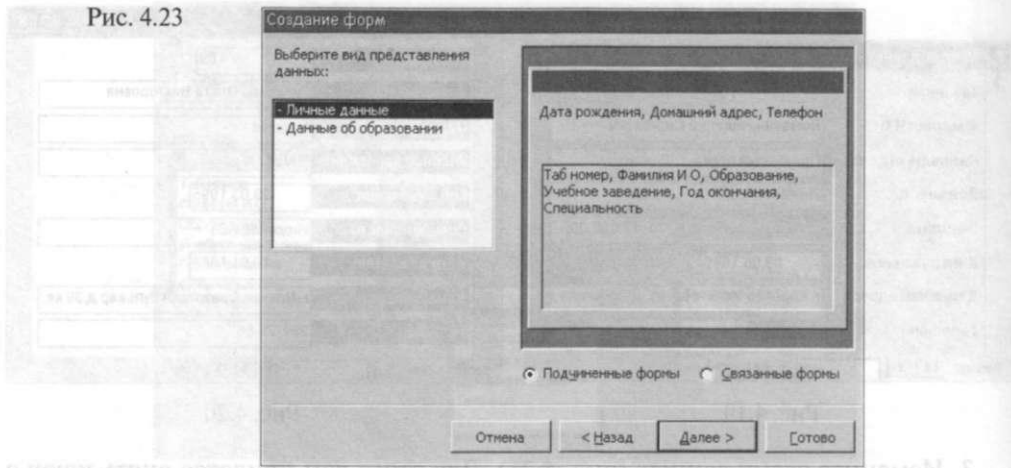 Рис. 4.23
Создание форм
Выберите вид представления
данных:
- Личные данные
- Данные об образовании
Дата рождения, Домашний адрес, Телефон
Таб номер, Фамилия И О, Образование,
Учебное заведение, Год окончания,
Специальность
Подчиненные формы
Связанные формы
Отмена
< Назад
Далее >
Готово